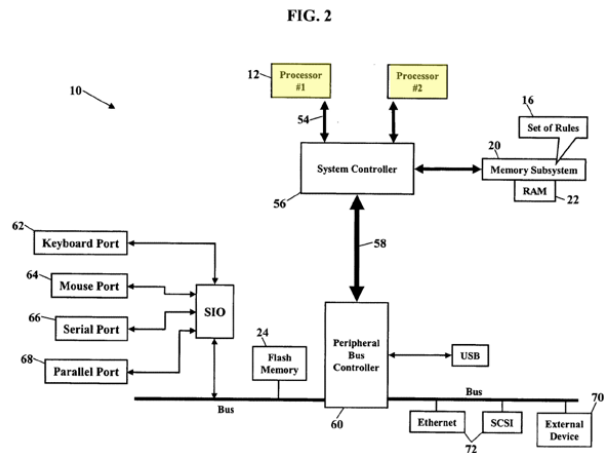 FIG. 2
10
12
Processor
#1
Processor
#2
54
16
Set of Rules
20
System Controller
Memory Subsystem
RAM
22
56
58
62
Keyboard Port
64
Mouse Port
66
Serial Port
68
Parallel Port
SIO
24
Flash
Memory
Peripheral
Bus
Controller
USB
Bus
60
Bus
Ethernet
SCSI
72
External
Device
70